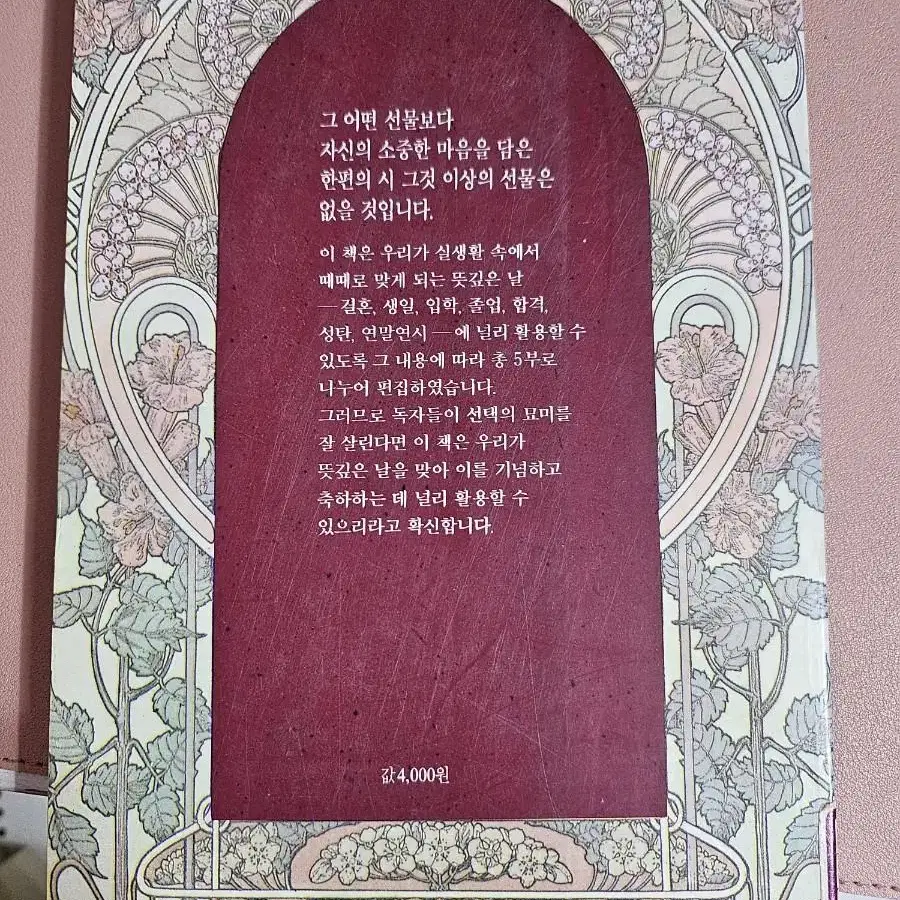 그 어떤 선물보다
자신의 소중한 마음을 담은
한편의 시 그것 이상의 선물은
없을 것입니다.
이 책은 우리가 실생활 속에서
때때로 맞게 되는 뜻깊은 날
─결혼, 생일, 입학, 졸업, 합격,
성탄, 연말연시─에 널리 활용할 수
있도록 그 내용에 따라 총 5부로
나누어 편집하였습니다.
그러므로 독자들이 선택의 묘미를
잘 살린다면 이 책은 우리가
뜻깊은 날을 맞아 이를 기념하고
축하하는 데 널리 활용할 수
있으리라고 확신합니다.
값 4,000원